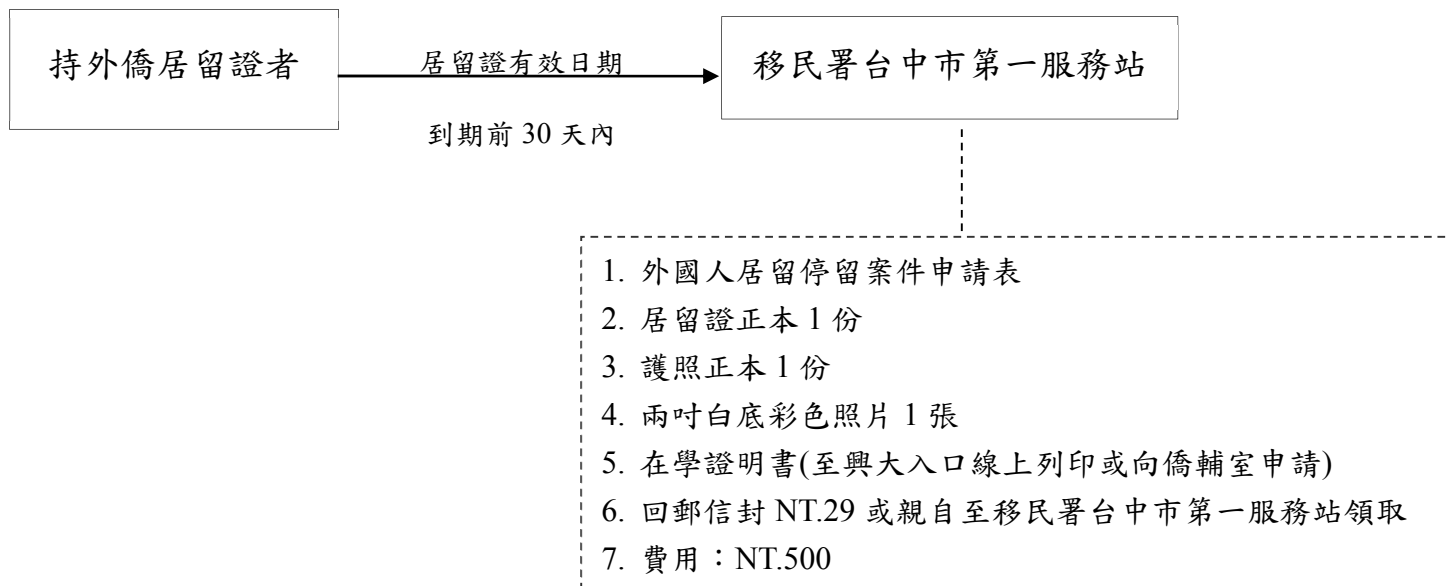 持外僑居留證者
居留證有效日期
到期前 30 天內
移民署台中市第一服務站
1. 外國人居留停留案件申請表
2. 居留證正本 1 份
3. 護照正本 1 份
4. 兩吋白底彩色照片 1 張
5. 在學證明書(至興大入口線上列印或向僑輔室申請)
6. 回郵信封 NT.29 或親自至移民署台中市第一服務站領取
7. 費用：NT.500